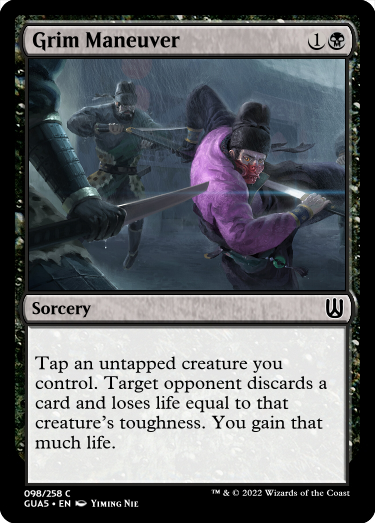 Grim Maneuver 1
Sorcery
Tap an untapped creature you
control. Target opponent discards a
card and loses life equal to that
creature's toughness. You gain that
much life.
098/258 C
GUA5 • EN Yiming Nie
™ & © 2022 Wizards of the Coast